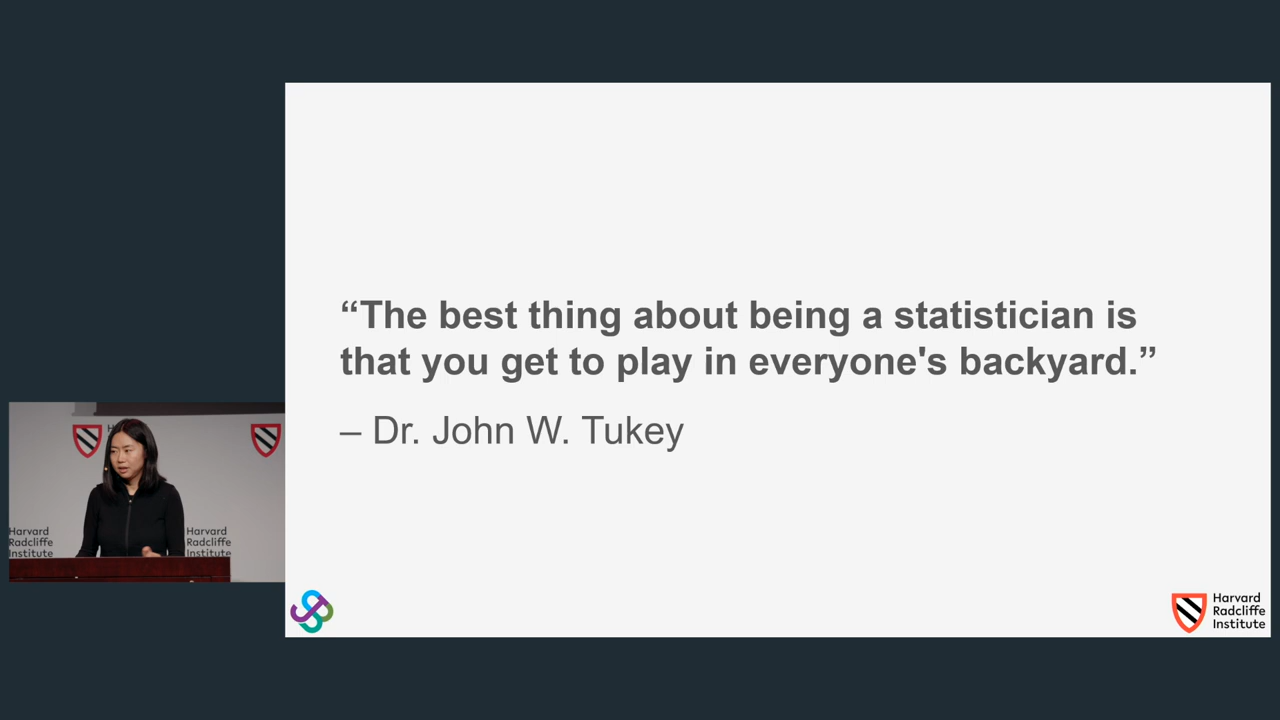 “The best thing about being a statistician is
that you get to play in everyone's backyard.”
– Dr. John W. Tukey
H
Harvard
Radcliffe
Institute
Harvard
Radcliffe
Institute
Harvard
Radcliffe
Institute